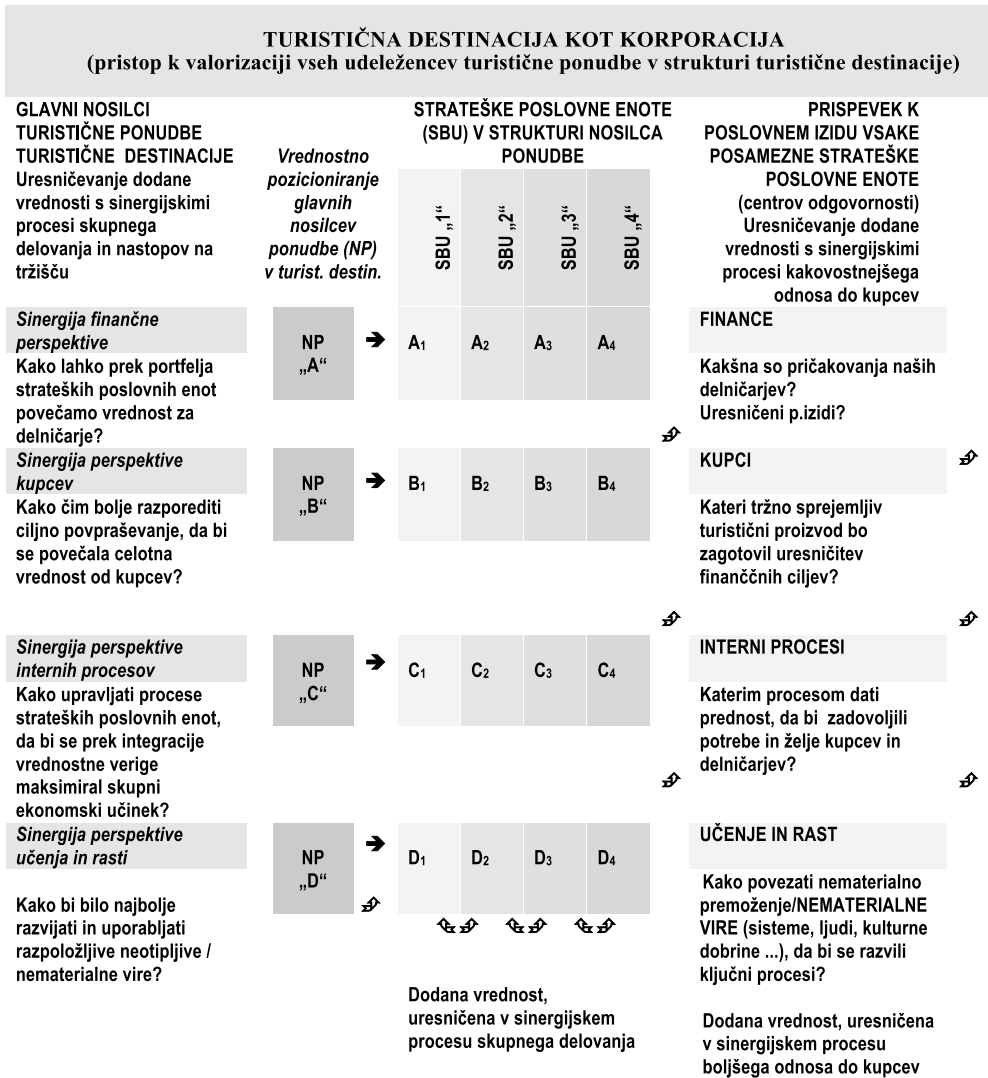 TURISTIČNA DESTINACIJA KOT KORPORACIJA
(pristop k valorizaciji vseh udeležencev turistične ponudbe v strukturi turistične destinacije)
GLAVNI NOSILCI
TURISTIČNE PONUDBE
TURISTIČNE DESTINACIJE
Uresničevanje dodane
vrednosti s sinergijskimi
procesi skupnega
delovanja in nastopov na
tržišču
Vrednostno
pozicioniranje
glavnih
nosilcev
ponudbe (NP)
v turist. destin.
STRATEŠKE POSLOVNE ENOTE
(SBU) V STRUKTURI NOSILCA
PONUDBE
SBU „1“
SBU „2“
SBU „3“
SBU „4“
PRISPEVEK K
POSLOVNEM IZIDU VSAKE
POSAMEZNE STRATEŠKE
POSLOVNE ENOTE
(centrov odgovornosti)
Uresničevanje dodane
vrednosti s sinergijskimi
procesi kakovostnejšega
odnosa do kupcev
Sinergija finančne
perspektive
Kako lahko prek portfelja
strateških poslovnih enot
povečamo vrednost za
delničarje?
NP
„A“
➔ A1 A2 A3 A4
FINANCE
Kakšna so pričakovanja naših
delničarjev?
Uresničeni p.izidi?
Sinergija perspektive
kupcev
Kako čim bolje razporediti
ciljno povpraševanje, da bi
se povečala celotna
vrednost od kupcev?
NP
„B“
➔ B1 B2 B3 B4
KUPCI
Kateri tržno sprejemljiv
turistični proizvod bo
zagotovil uresničitev
finanččnih ciljev?
Sinergija perspektive
internih procesov
Kako upravljati procese
strateških poslovnih enot,
da bi se prek integracije
vrednostne verige
maksimiral skupni
ekonomski učinek?
NP
„C“
➔ C1 C2 C3 C4
INTERNI PROCESI
Katerim procesom dati
prednost, da bi zadovoljili
potrebe in želje kupcev in
delničarjev?
Sinergija perspektive
učenja in rasti
Kako bi bilo najbolje
razvijati in uporabljati
razpoložljive neotipljive /
nematerialne vire?
NP
„D“
➔ D1 D2 D3 D4
UČENJE IN RAST
Kako povezati nematerialno
premoženje/NEMATERIALNE
VIRE (sisteme, ljudi, kulturne
dobrine ...), da bi se razvili
ključni procesi?
Dodana vrednost,
uresničena v sinergijskem
procesu skupnega delovanja
Dodana vrednost, uresničena
v sinergijskem procesu
boljšega odnosa do kupcev